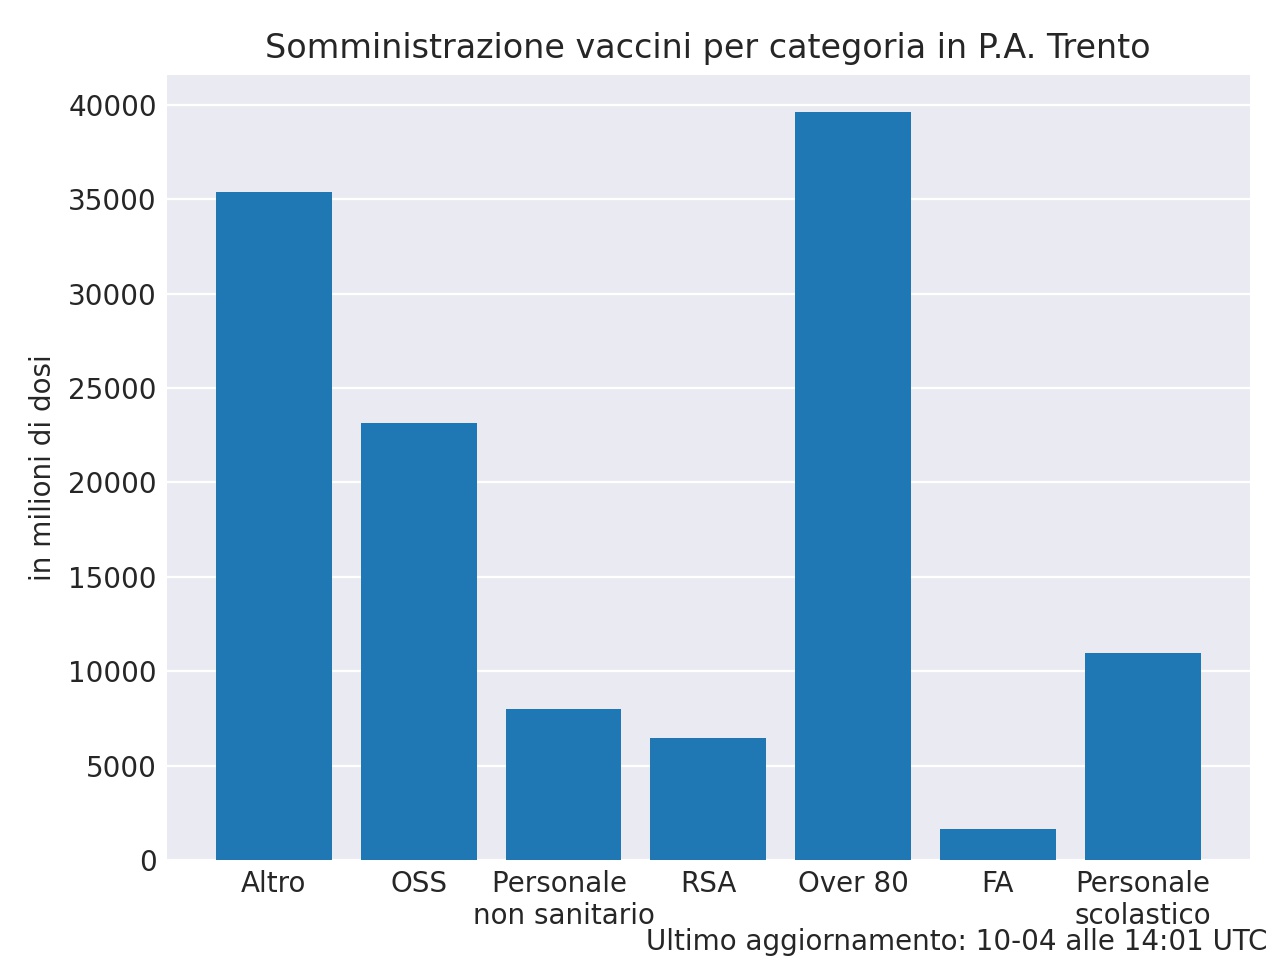 Somministrazione vaccini per categoria in P.A. Trento
40000
35000
30000
25000
20000
15000
10000
5000
0
in milioni di dosi
Altro
OSS
Personale
non sanitario
RSA
Over 80
FA
Personale
scolastico
Ultimo aggiornamento: 10-04 alle 14:01 UTC